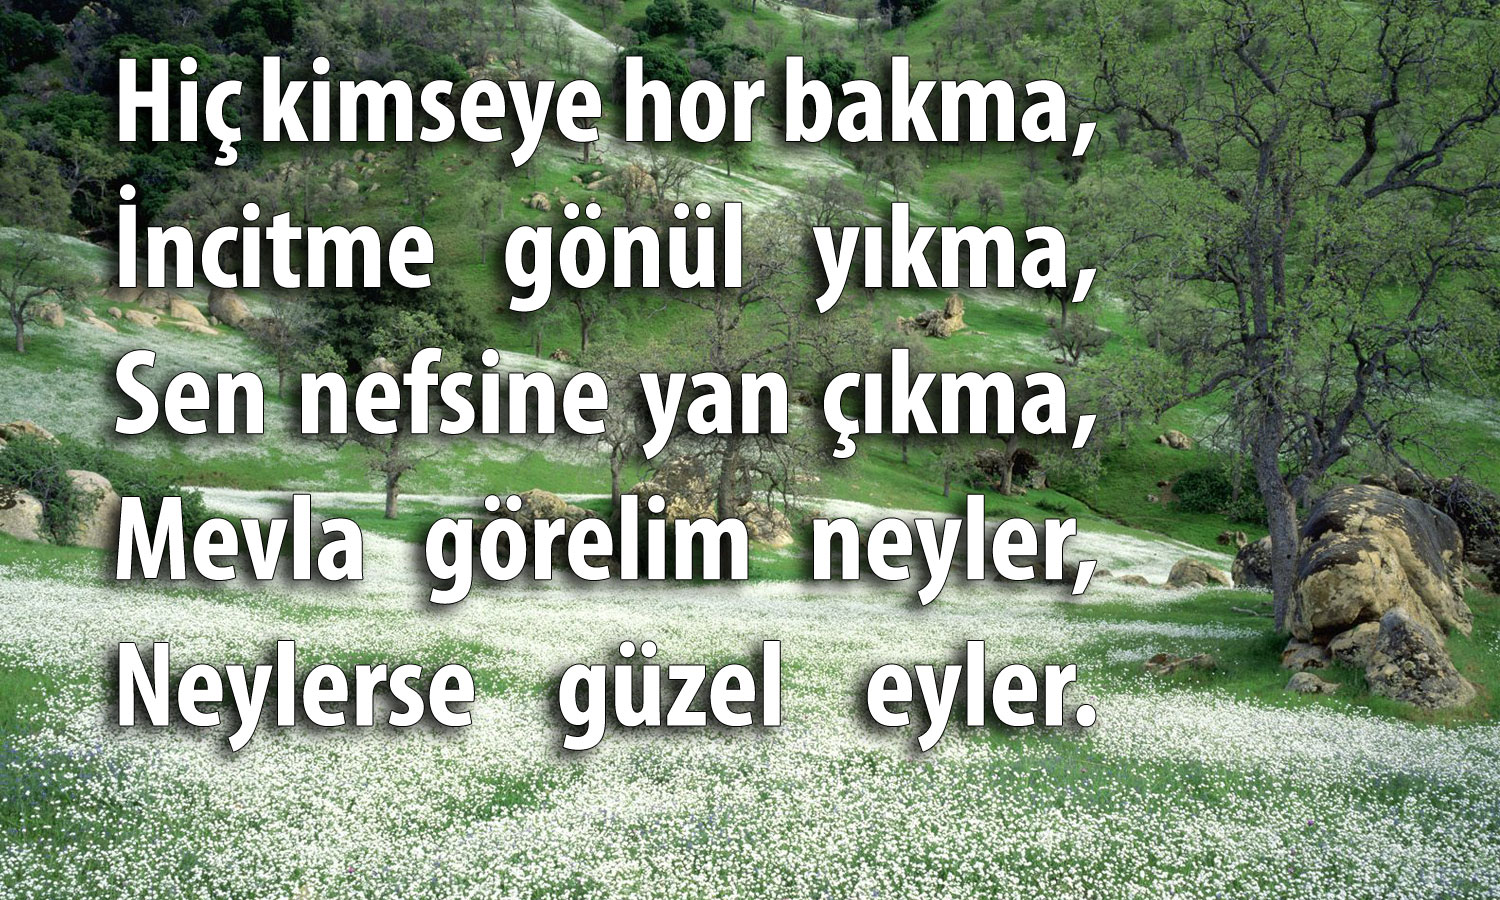 Hiç kimseye hor bakma,
İncitme gönül yıkma,
Sen nefsine yan çıkma,
Mevla görelim neyler,
Neylerse güzel eyler.